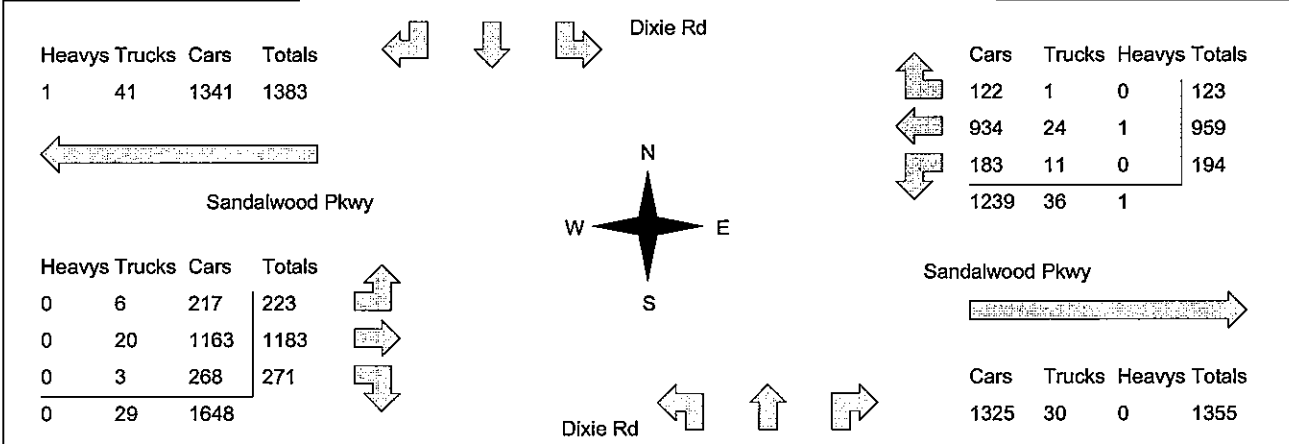 Dixie Rd
Heavys Trucks Cars Totals
1 41 1341 1383
Sandalwood Pkwy
Heavys Trucks Cars Totals
0 6 217 223
0 20 1163 1183
0 3 268 271
0 29 1648
N
W E
S
Cars Trucks Heavys Totals
122 1 0 123
934 24 1 959
183 11 0 194
1239 36 1
Sandalwood Pkwy
Cars Trucks Heavys Totals
1325 30 0 1355
Dixie Rd